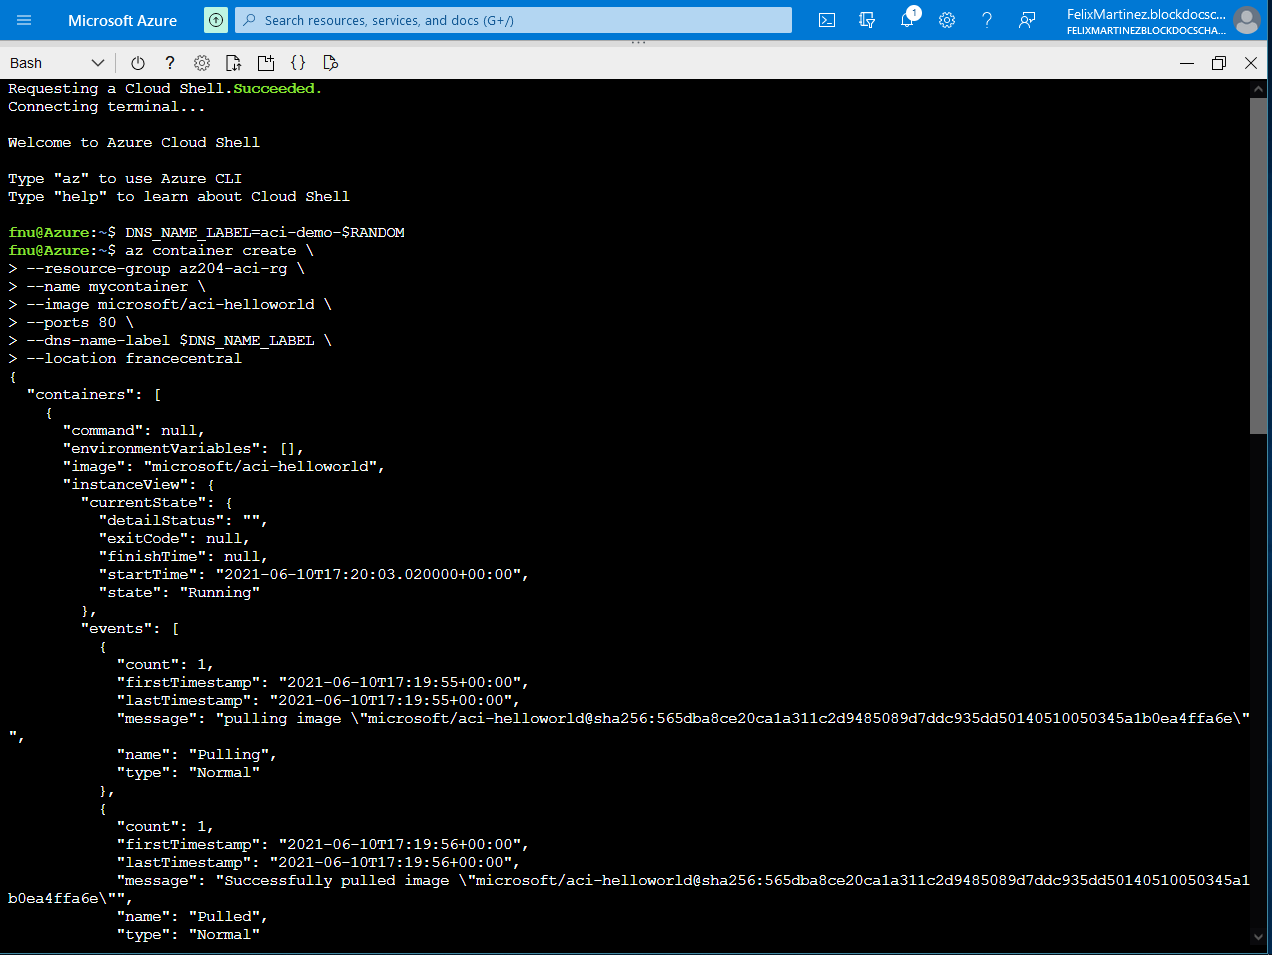 Microsoft Azure
Search resources, services, and docs (G+/)
1
FelixMartinez.blockdocsc...
FELIXMARTINEZBLOCKDOCSCHA...
Bash
Requesting a Cloud Shell.Succeeded.
Connecting terminal...
Welcome to Azure Cloud Shell
Type "az" to use Azure CLI
Type "help" to learn about Cloud Shell
fnu@Azure:~$ DNS_NAME_LABEL=aci-demo-$RANDOM
fnu@Azure:~$ az container create \
> --resource-group az204-aci-rg \
> --name mycontainer \
> --image microsoft/aci-helloworld \
> --ports 80 \
> --dns-name-label $DNS_NAME_LABEL \
> --location francecentral
{
"containers": [
{
"command": null,
"environmentVariables": [],
"image": "microsoft/aci-helloworld",
"instanceView": {
"currentState": {
"detailStatus": "",
"exitCode": null,
"finishTime": null,
"startTime": "2021-06-10T17:20:03.020000+00:00",
"state": "Running"
},
"events": [
{
"count": 1,
"firstTimestamp": "2021-06-10T17:19:55+00:00",
"lastTimestamp": "2021-06-10T17:19:55+00:00",
"message": "pulling image \"microsoft/aci-helloworld@sha256:565dba8ce20ca1a311c2d9485089d7ddc935dd50140510050345a1b0ea4ffa6e\"
",
"name": "Pulling",
"type": "Normal"
},
{
"count": 1,
"firstTimestamp": "2021-06-10T17:19:56+00:00",
"lastTimestamp": "2021-06-10T17:19:56+00:00",
"message": "Successfully pulled image \"microsoft/aci-helloworld@sha256:565dba8ce20ca1a311c2d9485089d7ddc935dd50140510050345a1
b0ea4ffa6e\"",
"name": "Pulled",
"type": "Normal"